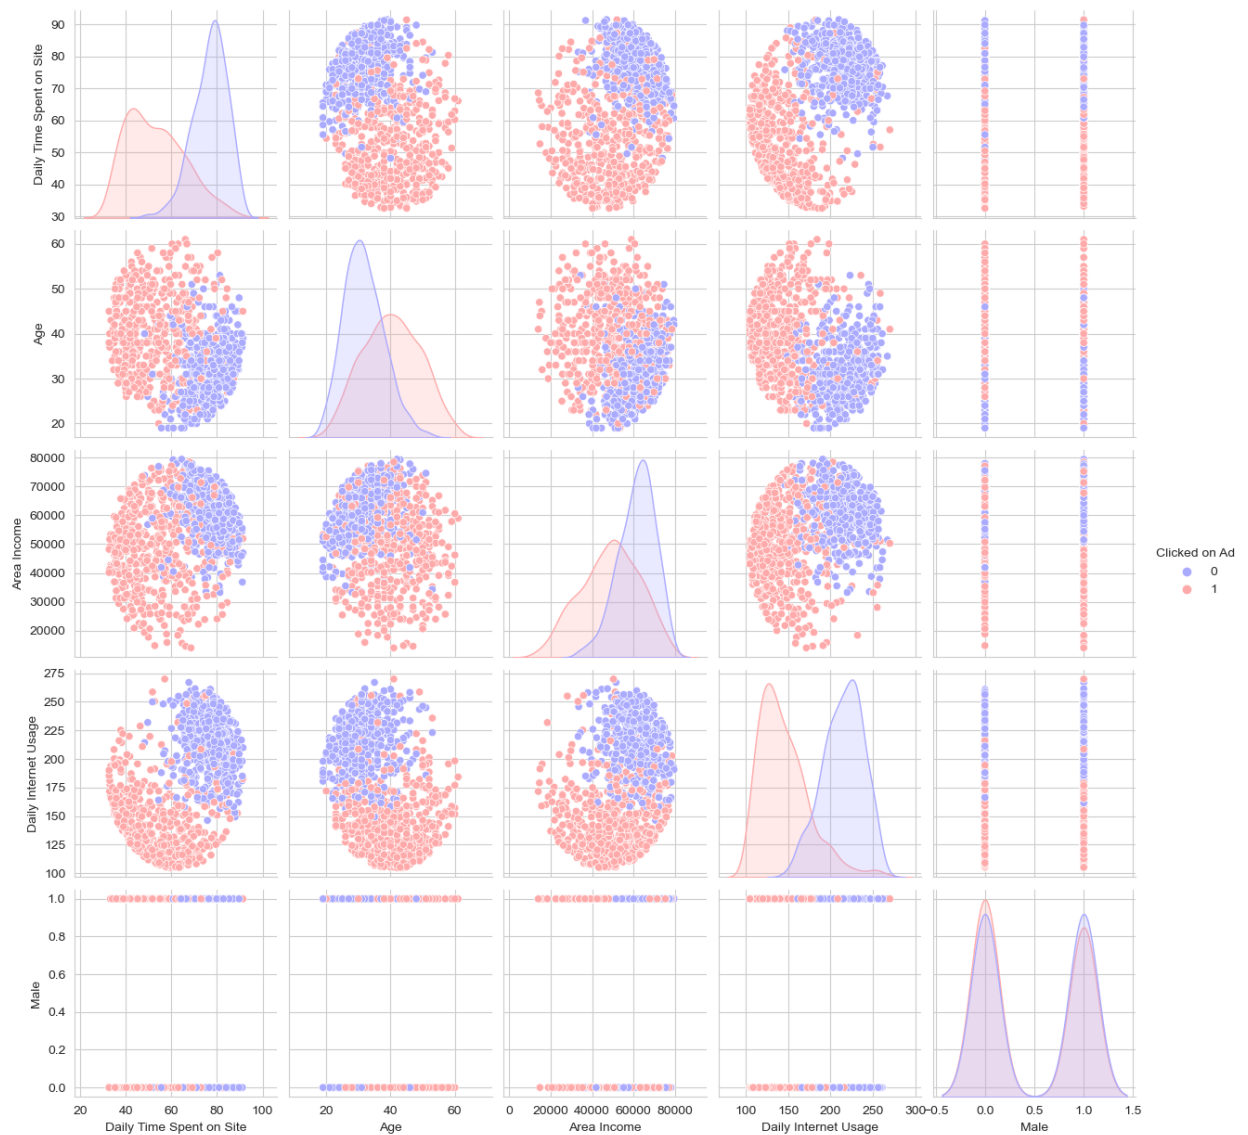 90
80
70
60
50
40
30
Daily Time Spent on Site
60
50
40
30
20
Age
80000
70000
60000
50000
40000
30000
20000
Area Income
Clicked on Ad
0
1
275
250
225
200
175
150
125
100
Daily Internet Usage
1.0
0.8
0.6
0.4
0.2
0.0
Male
20 40 60 80 100
20 40 60
0 20000 40000 60000 80000
100 150 200 250 300
−0.5 0.0 0.5 1.0 1.5
Daily Time Spent on Site
Age
Area Income
Daily Internet Usage
Male